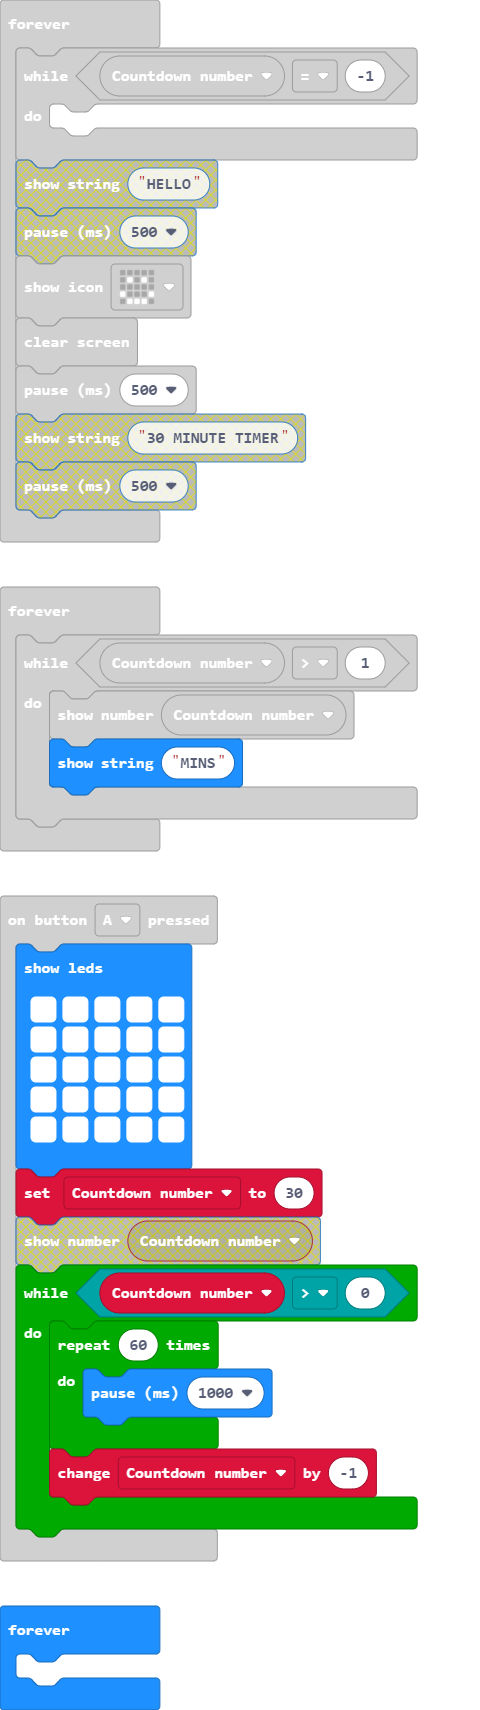 forever
while Countdown number = -1
do
show string "HELLO"
pause (ms) 500
show icon
clear screen
pause (ms) 500
show string "30 MINUTE TIMER"
pause (ms) 500
forever
while Countdown number > 1
do
show number Countdown number
show string "MINS"
on button A pressed
show leds
set Countdown number to 30
show number Countdown number
while Countdown number > 0
do
repeat 60 times
do
pause (ms) 1000
change Countdown number by -1
forever